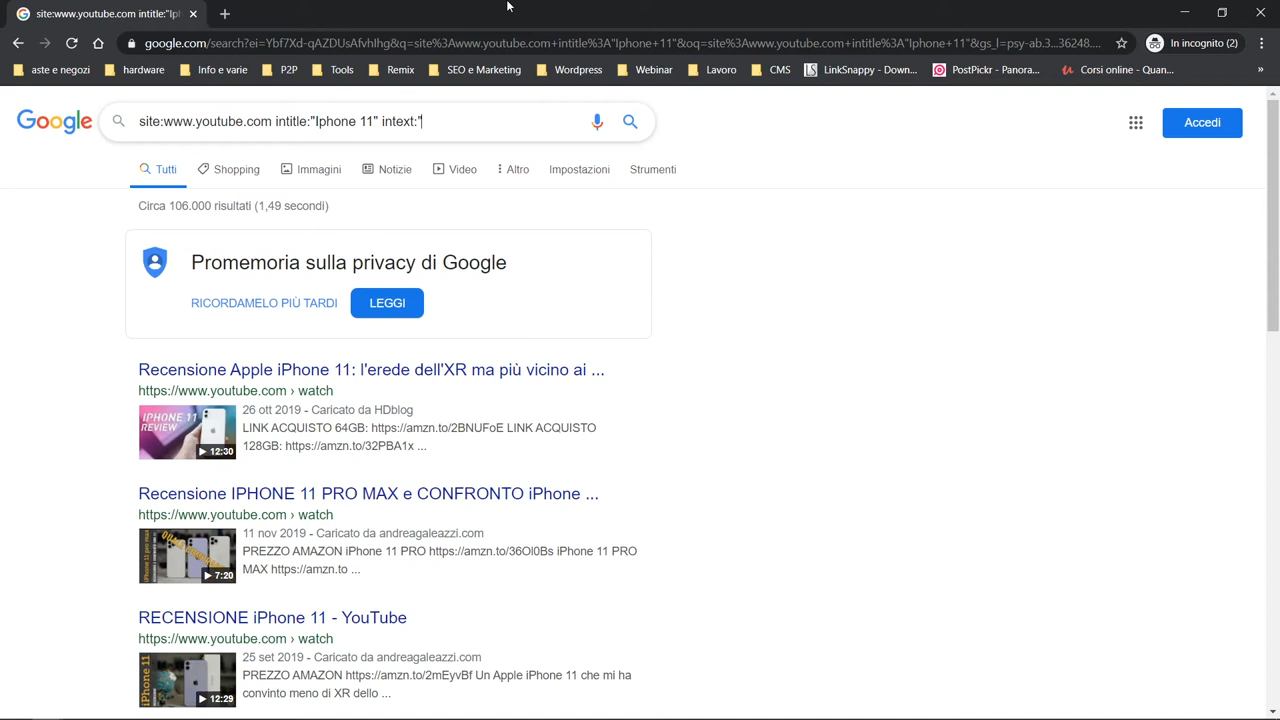 site:www.youtube.com intitle:"Ip
google.com/search?ei=Ybf7Xd-qAZDUsAfvhIhg&q=site%3Awww.youtube.com+intitle%3A"Iphone+11"&oq=site%3Awww.youtube.com+intitle%3A"Iphone+11"&gs_l=psy-ab.3...36248....
In incognito (2)
aste e negozi
hardware
Info e varie
P2P
Tools
Remix
SEO e Marketing
Wordpress
Webinar
Lavoro
CMS
LinkSnappy - Down...
PostPickr - Panora...
Corsi online - Quan...
»
Google
site:www.youtube.com intitle:"Iphone 11" intext:"
Accedi
Tutti
Shopping
Immagini
Notizie
Video
Altro
Impostazioni
Strumenti
Circa 106.000 risultati (1,49 secondi)
Promemoria sulla privacy di Google
RICORDAMELO PIÙ TARDI
LEGGI
Recensione Apple iPhone 11: l'erede dell'XR ma più vicino ai ...
https://www.youtube.com › watch
IPHONE 11
REVIEW
12:30
26 ott 2019 - Caricato da HDblog
LINK ACQUISTO 64GB: https://amzn.to/2BNUFoE LINK ACQUISTO
128GB: https://amzn.to/32PBA1x ...
Recensione IPHONE 11 PRO MAX e CONFRONTO iPhone ...
https://www.youtube.com › watch
iPhone 11 pro max
7:20
11 nov 2019 - Caricato da andreagaleazzi.com
PREZZO AMAZON iPhone 11 PRO https://amzn.to/36Ol0Bs iPhone 11 PRO
MAX https://amzn.to ...
RECENSIONE iPhone 11 - YouTube
https://www.youtube.com › watch
iPhone 11
12:29
25 set 2019 - Caricato da andreagaleazzi.com
PREZZO AMAZON https://amzn.to/2mEyvBf Un Apple iPhone 11 che mi ha
convinto meno di XR dello ...